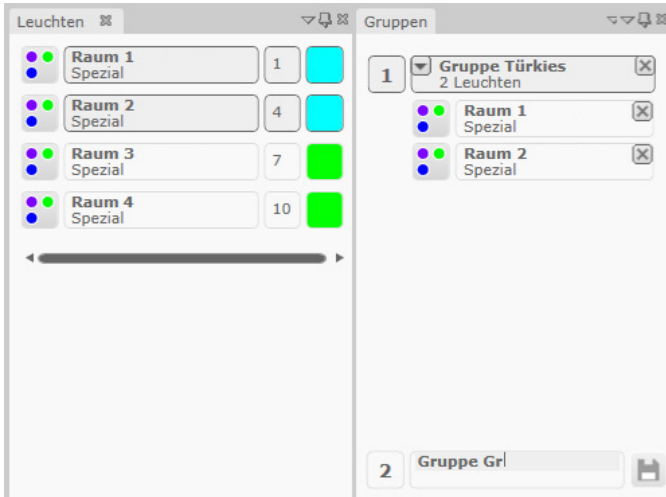 Leuchten
Raum 1
Spezial
1
Raum 2
Spezial
4
Raum 3
Spezial
7
Raum 4
Spezial
10
Gruppen
1
Gruppe Türkies
2 Leuchten
Raum 1
Spezial
Raum 2
Spezial
2
Gruppe Gr